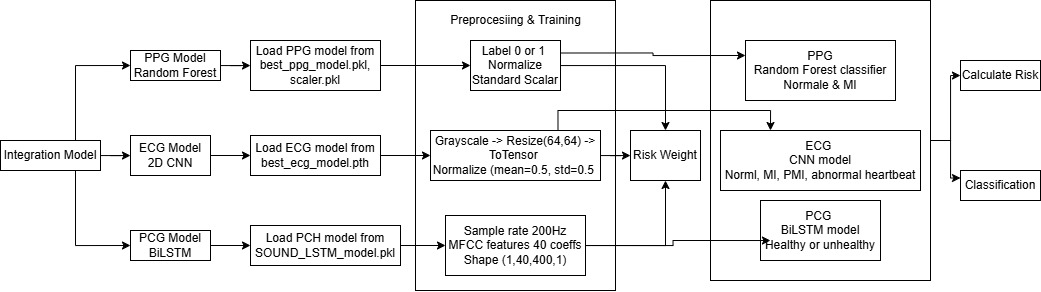 Preprocesiing & Training
PPG Model
Random Forest
Load PPG model from
best_ppg_model.pkl,
scaler.pkl
Label 0 or 1
Normalize
Standard Scalar
PPG
Random Forest classifier
Normale & MI
Calculate Risk
Integration Model
ECG Model
2D CNN
Load ECG model from
best_ecg_model.pth
Grayscale -> Resize(64,64) ->
ToTensor
Normalize (mean=0.5, std=0.5
Risk Weight
ECG
CNN model
Norml, MI, PMI, abnormal heartbeat
Classification
PCG Model
BiLSTM
Load PCH model from
SOUND_LSTM_model.pkl
Sample rate 200Hz
MFCC features 40 coeffs
Shape (1,40,400,1)
PCG
BiLSTM model
Healthy or unhealthy